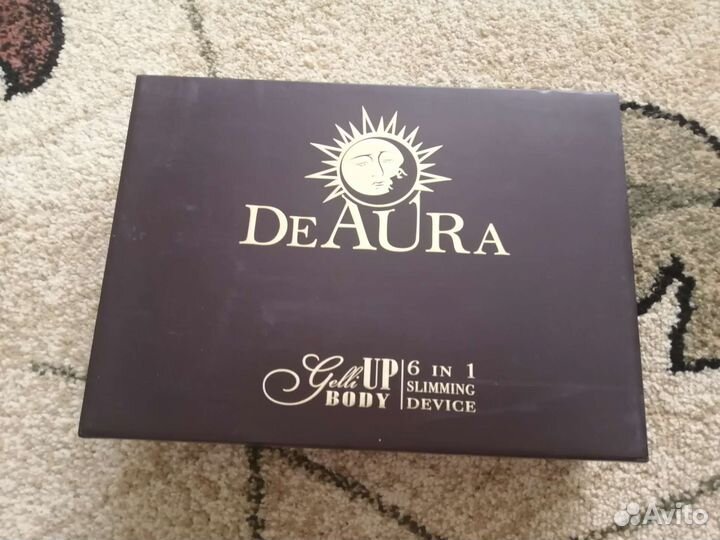 DEAURA
Gelli UP BODY
6 IN 1
SLIMMING
DEVICE
Avito